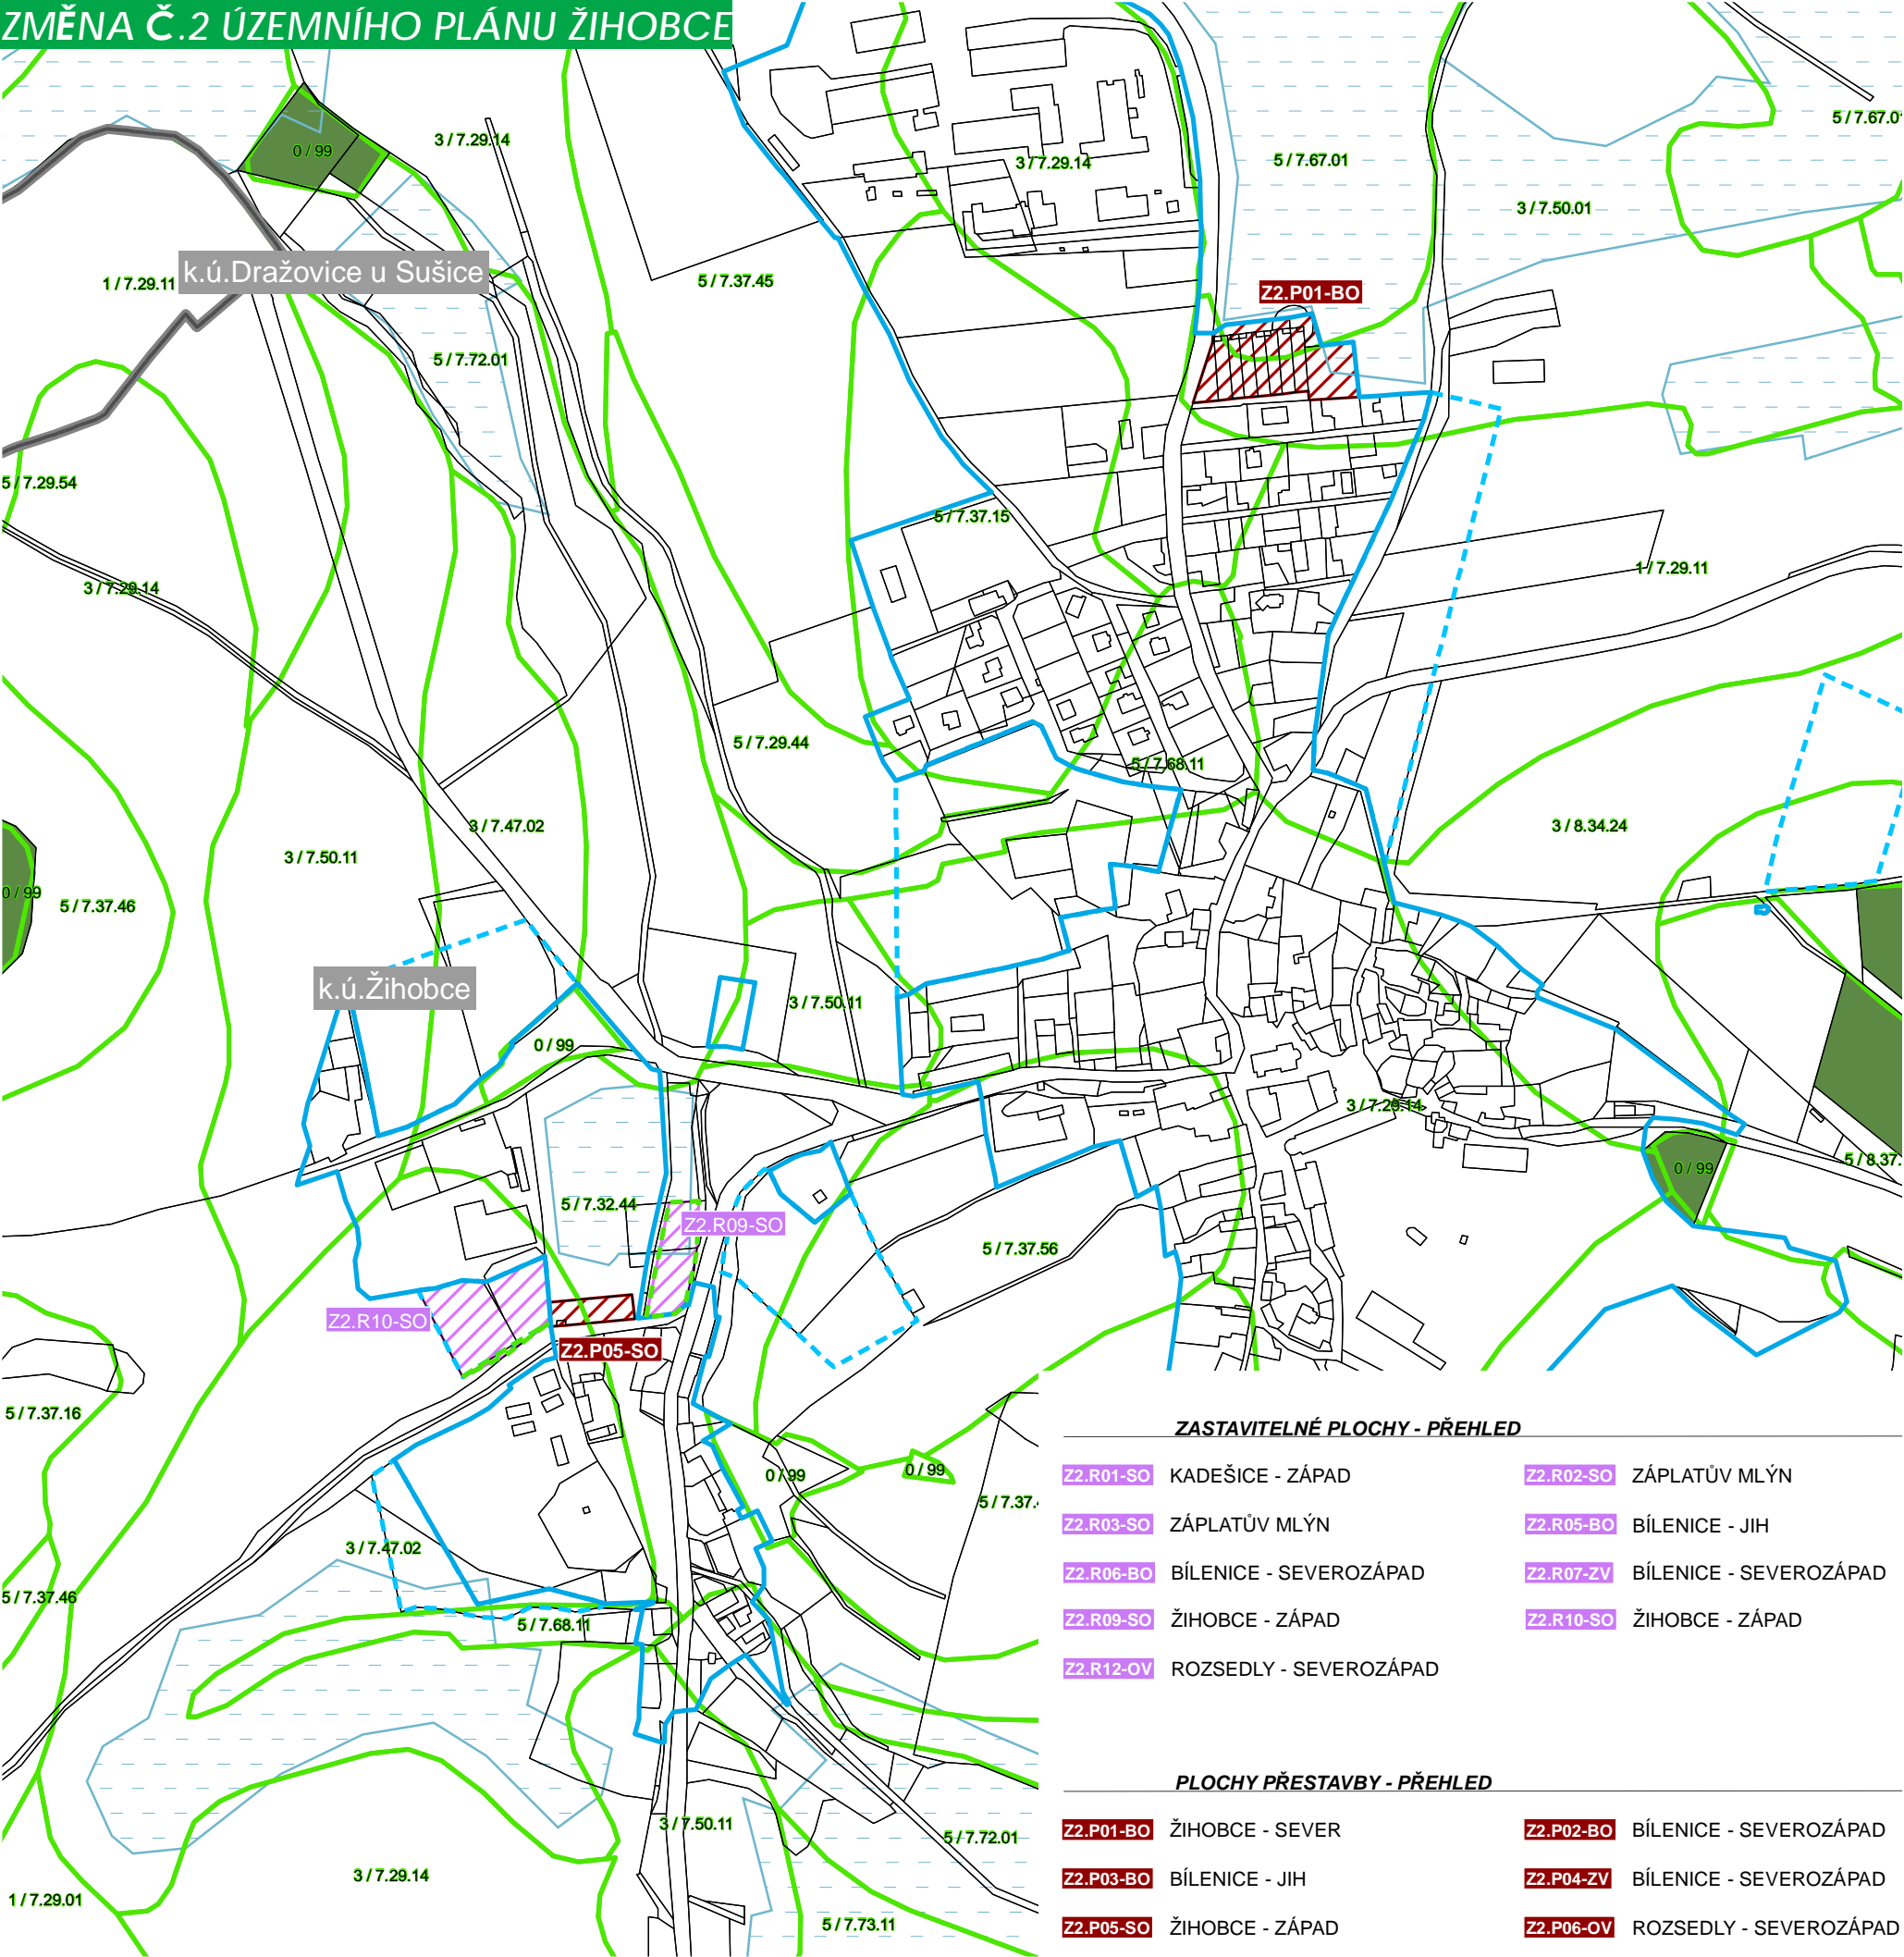 ZMĚNA Č.2 ÚZEMNÍHO PLÁNU ŽIHOBCE
5 / 7.67.01
3 / 7.29.14
0 / 99
3 / 7.29.14
5 / 7.67.01
3 / 7.50.01
k.ú.Dražovice u Sušice
1 / 7.29.11
5 / 7.37.45
Z2.P01-BO
5 / 7.72.01
5 / 7.29.54
5 / 7.37.15
1 / 7.29.11
3 / 7.29.14
5 / 7.29.44
5 / 7.68.11
3 / 7.47.02
3 / 8.34.24
3 / 7.50.11
0 / 99
5 / 7.37.46
k.ú.Žihobce
3 / 7.50.11
0 / 99
3 / 7.29.14
5 / 8.37.
0 / 99
5 / 7.32.44
Z2.R09-SO
5 / 7.37.56
Z2.R10-SO
Z2.P05-SO
5 / 7.37.16
0 / 99
0 / 99
5 / 7.37.
3 / 7.47.02
5 / 7.37.46
5 / 7.68.11
3 / 7.50.11
5 / 7.72.01
3 / 7.29.14
1 / 7.29.01
5 / 7.73.11
ZASTAVITELNÉ PLOCHY - PŘEHLED
Z2.R01-SO KADEŠICE - ZÁPAD
Z2.R02-SO ZÁPLATŮV MLÝN
Z2.R03-SO ZÁPLATŮV MLÝN
Z2.R05-BO BÍLENICE - JIH
Z2.R06-BO BÍLENICE - SEVEROZÁPAD
Z2.R07-ZV BÍLENICE - SEVEROZÁPAD
Z2.R09-SO ŽIHOBCE - ZÁPAD
Z2.R10-SO ŽIHOBCE - ZÁPAD
Z2.R12-OV ROZSEDLY - SEVEROZÁPAD
PLOCHY PŘESTAVBY - PŘEHLED
Z2.P01-BO ŽIHOBCE - SEVER
Z2.P02-BO BÍLENICE - SEVEROZÁPAD
Z2.P03-BO BÍLENICE - JIH
Z2.P04-ZV BÍLENICE - SEVEROZÁPAD
Z2.P05-SO ŽIHOBCE - ZÁPAD
Z2.P06-OV ROZSEDLY - SEVEROZÁPAD